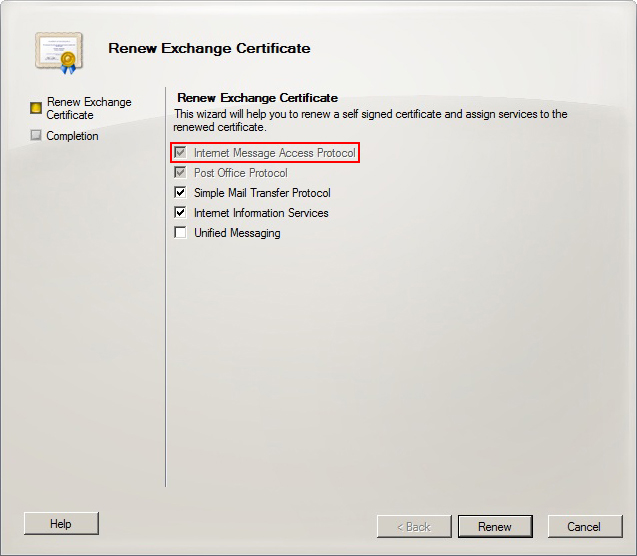 Renew Exchange Certificate
Renew Exchange
Certificate
Completion
Renew Exchange Certificate
This wizard will help you to renew a self signed certificate and assign services to the
renewed certificate.
Internet Message Access Protocol
Post Office Protocol
Simple Mail Transfer Protocol
Internet Information Services
Unified Messaging
Help
< Back
Renew
Cancel